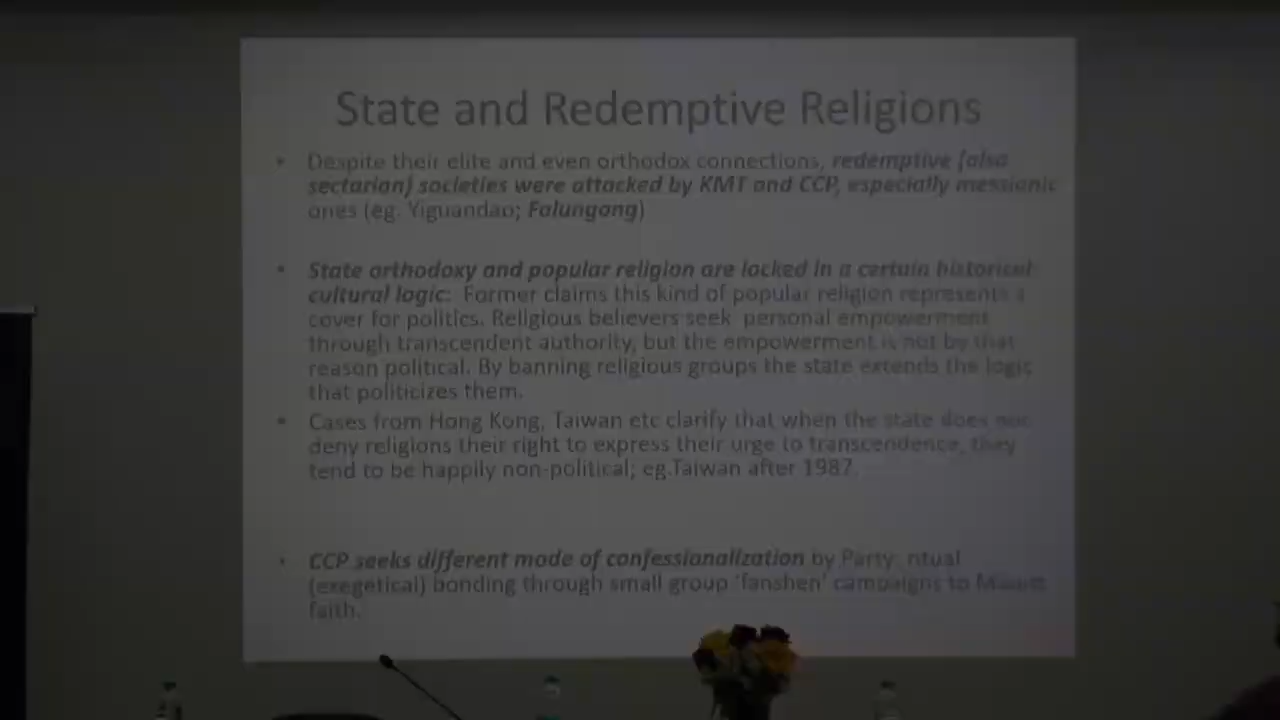 State and Redemptive Religions
• Despite their elite and even orthodox connections, redemptive (also
sectarian) societies were attacked by KMT and CCP, especially messianic
ones (eg. Yiguandao; Falungong)
• State orthodoxy and popular religion are locked in a certain historical
cultural logic: Former claims this kind of popular religion represents a
cover for politics. Religious believers seek personal empowerment
through transcendent authority, but the empowerment is not by that
reason political. By banning religious groups the state extends the logic
that politicizes them.
• Cases from Hong Kong, Taiwan etc clarify that when the state does not
deny religions their right to express their urge to transcendence, they
tend to be happily non-political; eg.Taiwan after 1987.
• CCP seeks different mode of confessionalization by Party: ritual
(exegetical) bonding through small group 'fanshen' campaigns to Maoist
faith.